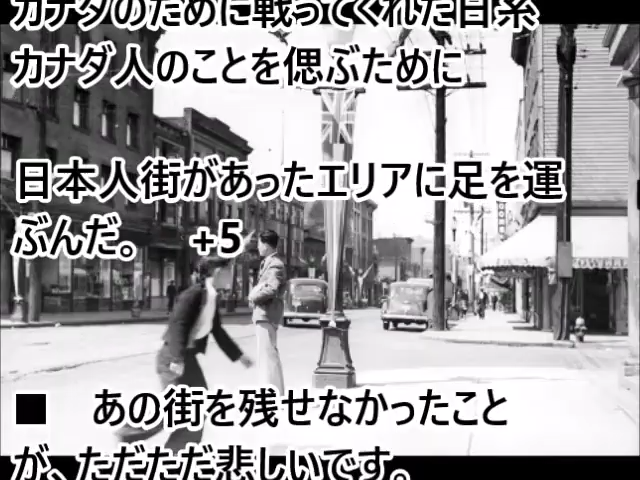 カナダのために戦ってくれた日系
カナダ人のことを偲ぶために
日本人街があったエリアに足を運
ぶんだ。 +5
■ あの街を残せなかったこと
が、ただただ悲しいです。